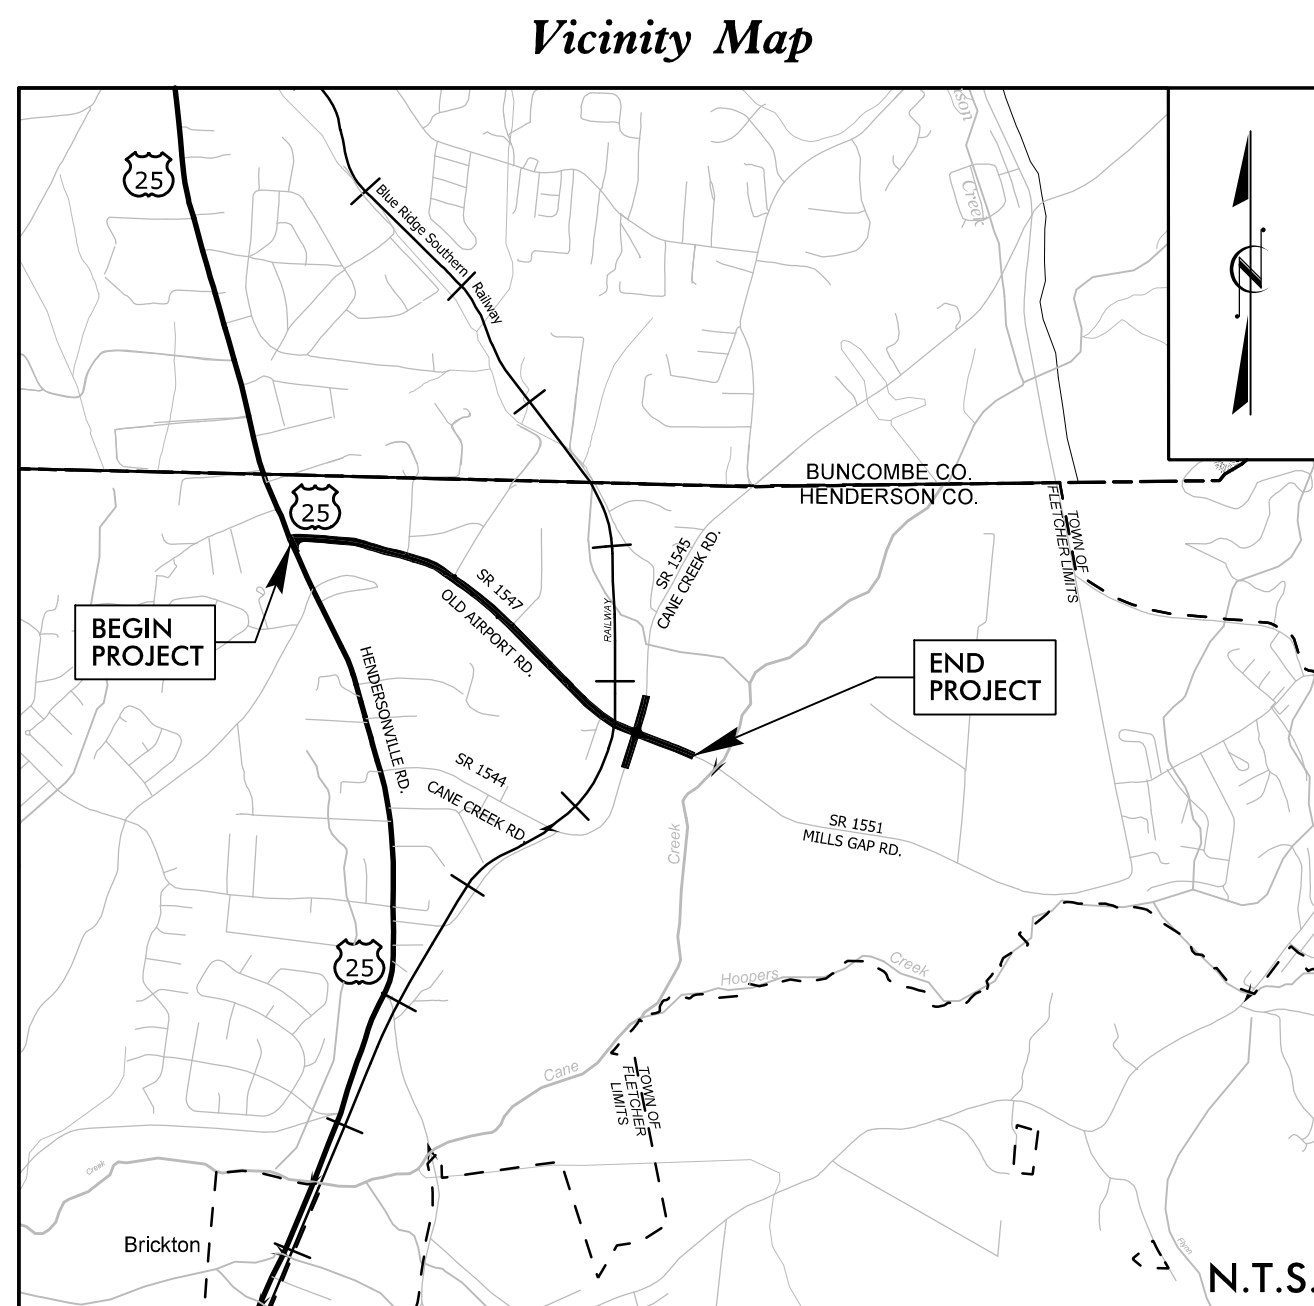 Vicinity Map
25
Blue Ridge Southern
Railway
Creek
BUNCOMBE CO.
HENDERSON CO.
25
TOWN OF
FLETCHER LIMITS
SR 1545
CANE CREEK RD.
SR 1547
OLD AIRPORT RD.
RAILWAY
BEGIN
PROJECT
END
PROJECT
HENDERSONVILLE RD.
SR 1544
CANE CREEK RD.
SR 1551
MILLS GAP RD.
Creek
25
Hoopers
Creek
Cane
TOWN OF
FLETCHER
LIMITS
Creek
Brickton
Flynn
N.T.S.